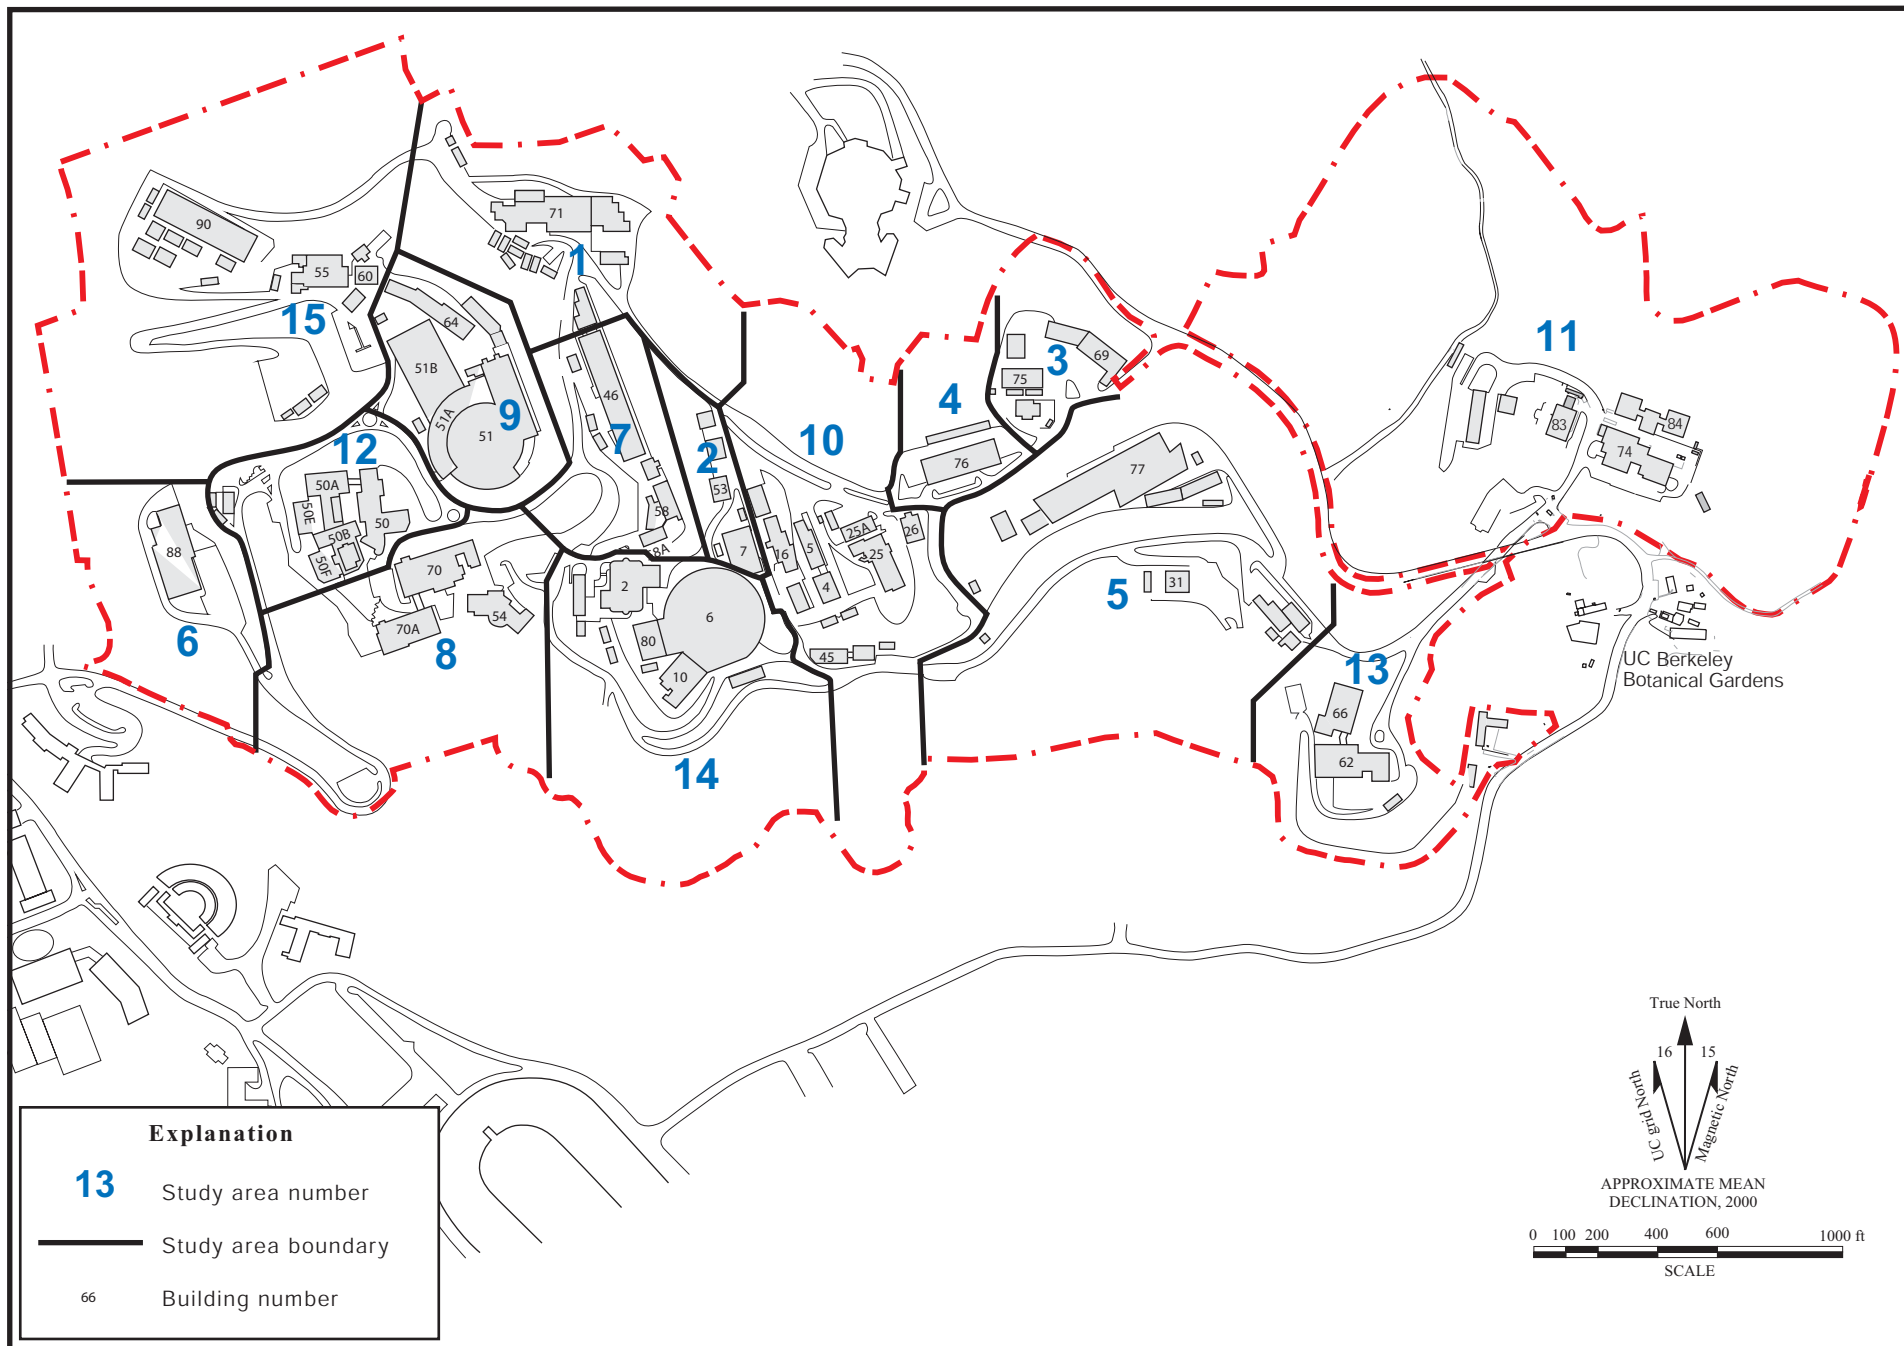 90
71
1
55
60
15
64
51B
51A
51
9
46
7
12
50A
50E
50
50B
50F
88
6
70
70A
54
8
2
53
58
58A
7
10
16
5
4
25A
25
26
45
2
6
80
10
14
4
76
3
69
75
77
5
31
11
83
84
74
13
66
62
UC Berkeley
Botanical Gardens
True North
16
15
UC grid North
Magnetic North
APPROXIMATE MEAN
DECLINATION, 2000
0 100 200 400 600 1000 ft
SCALE
Explanation
13 Study area number
Study area boundary
66 Building number